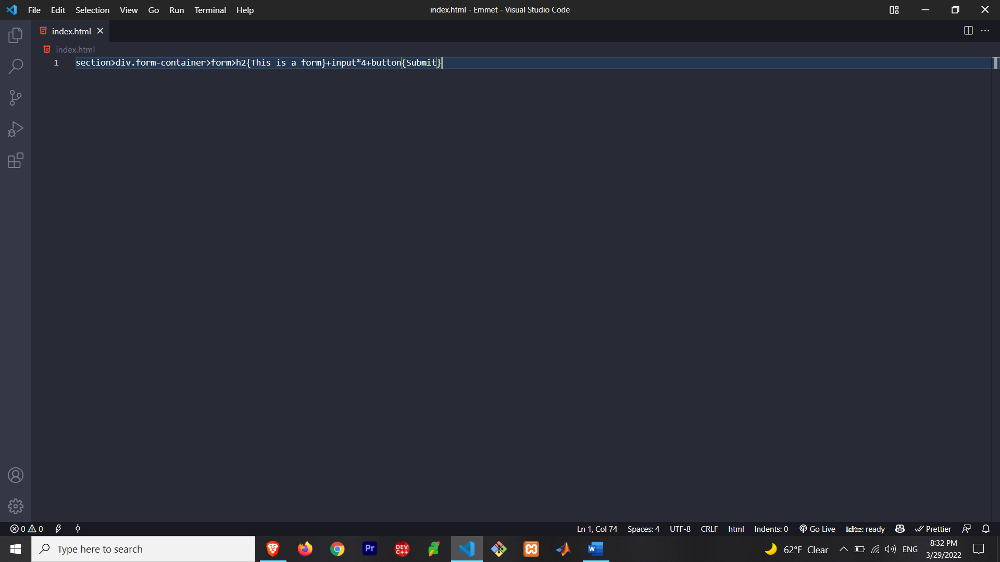 File Edit Selection View Go Run Terminal Help
index.html - Emmet - Visual Studio Code
index.html
index.html
1 section>div.form-container>form>h2{This is a form}+input*4+button{Submit}
0 0 Ln 1, Col 74 Spaces: 4 UTF-8 CRLF html Indents: 0 Go Live kite: ready Prettier
Type here to search
Pr
DEV
C++
W
62°F Clear
ENG
8:32 PM
3/29/2022